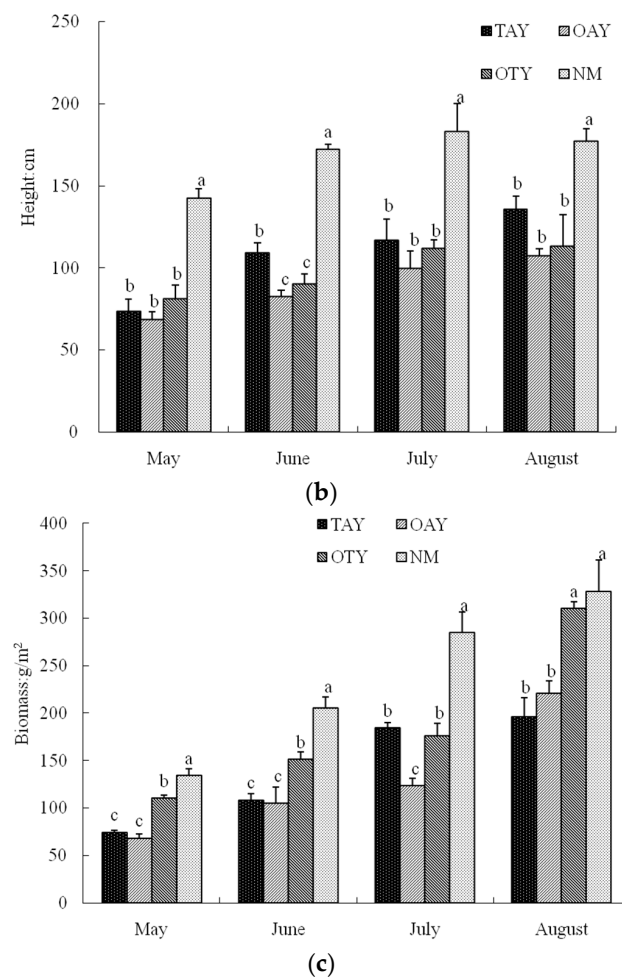 250
200
150
100
50
0
Height:cm
TAY OAY
OTY NM
b b b a
b c c a
b b b a
b b b a
May June July August
(b)
400
350
300
250
200
150
100
50
0
Biomass:g/m²
TAY OAY
OTY NM
c c b a
c c b a
b c b a
b b a a
May June July August
(c)